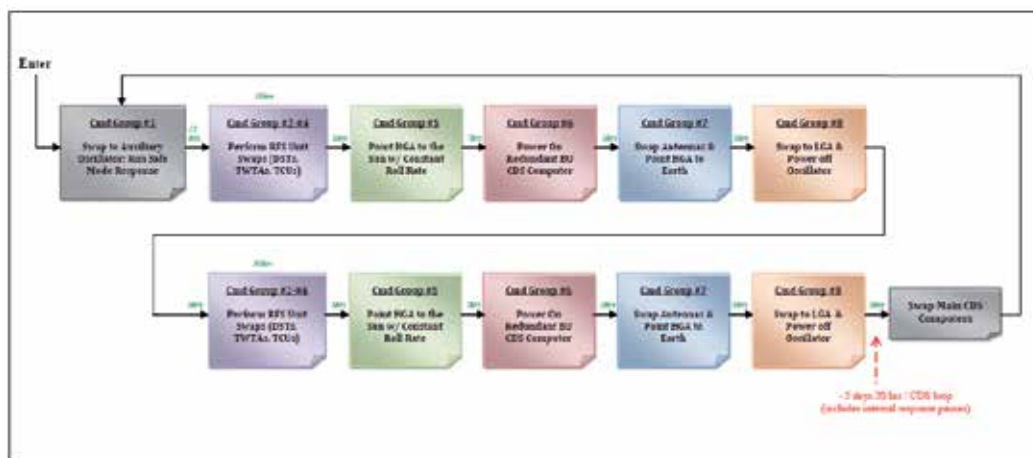 Enter
Cmd Group #1
Swap to Auxiliary
Oscillator: Run Safe
Mode Response
Cmd Group #2-#4
Perform RFS Unit
Swaps (DSTs,
TWTAs, TCUs)
Cmd Group #5
Point HGA to the
Sun w/ Constant
Roll Rate
Cmd Group #6
Power On
Redundant BU
CDS Computer
Cmd Group #7
Swap Antennas &
Point HGA to
Earth
Cmd Group #8
Swap to LGA &
Power off
Oscillator
Cmd Group #2-#4
Perform RFS Unit
Swaps (DSTs,
TWTAs, TCUs)
Cmd Group #5
Point HGA to the
Sun w/ Constant
Roll Rate
Cmd Group #6
Power On
Redundant BU
CDS Computer
Cmd Group #7
Swap Antennas &
Point HGA to
Earth
Cmd Group #8
Swap to LGA &
Power off
Oscillator
Swap Main CDS
Computers
days hrs / CDS loop
(includes internal response pauses)